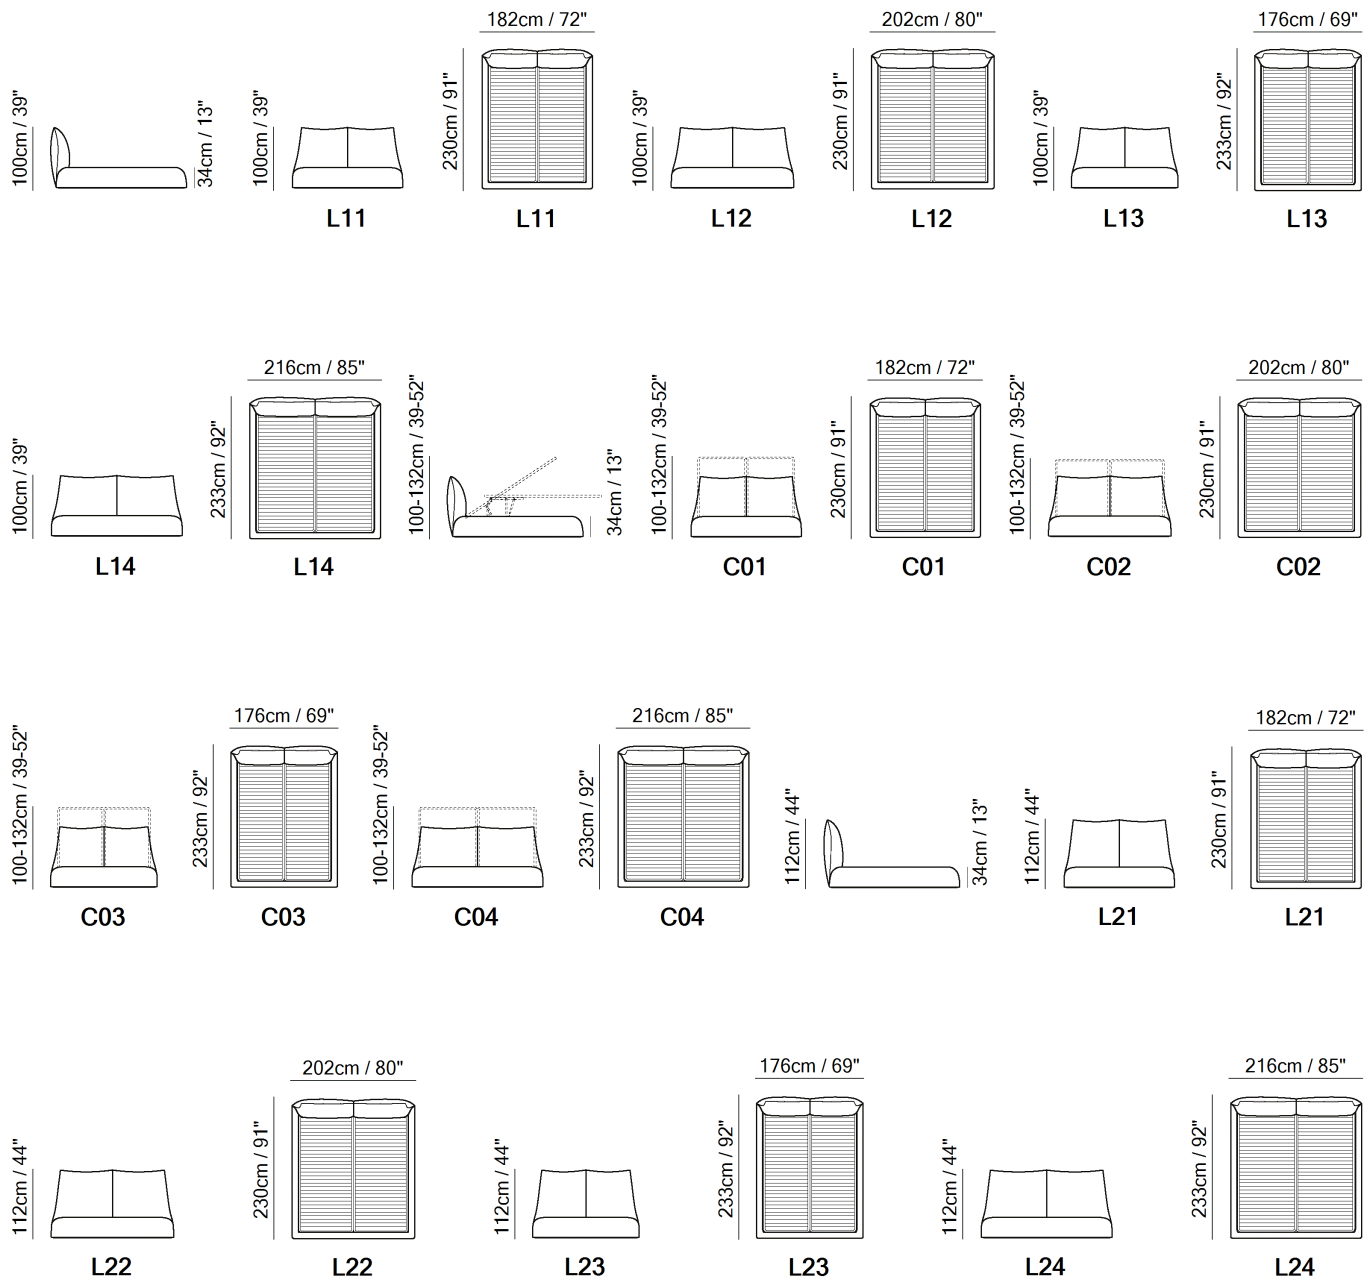 182cm / 72"
202cm / 80"
176cm / 69"
100cm / 39"
34cm / 13"
100cm / 39"
230cm / 91"
100cm / 39"
230cm / 91"
100cm / 39"
233cm / 92"
L11
L11
L12
L12
L13
L13
216cm / 85"
182cm / 72"
202cm / 80"
100cm / 39"
233cm / 92"
100-132cm / 39-52"
34cm / 13"
100-132cm / 39-52"
230cm / 91"
100-132cm / 39-52"
230cm / 91"
L14
L14
C01
C01
C02
C02
176cm / 69"
216cm / 85"
182cm / 72"
100-132cm / 39-52"
233cm / 92"
100-132cm / 39-52"
233cm / 92"
112cm / 44"
34cm / 13"
112cm / 44"
230cm / 91"
C03
C03
C04
C04
L21
L21
202cm / 80"
176cm / 69"
216cm / 85"
112cm / 44"
230cm / 91"
112cm / 44"
233cm / 92"
112cm / 44"
233cm / 92"
L22
L22
L23
L23
L24
L24